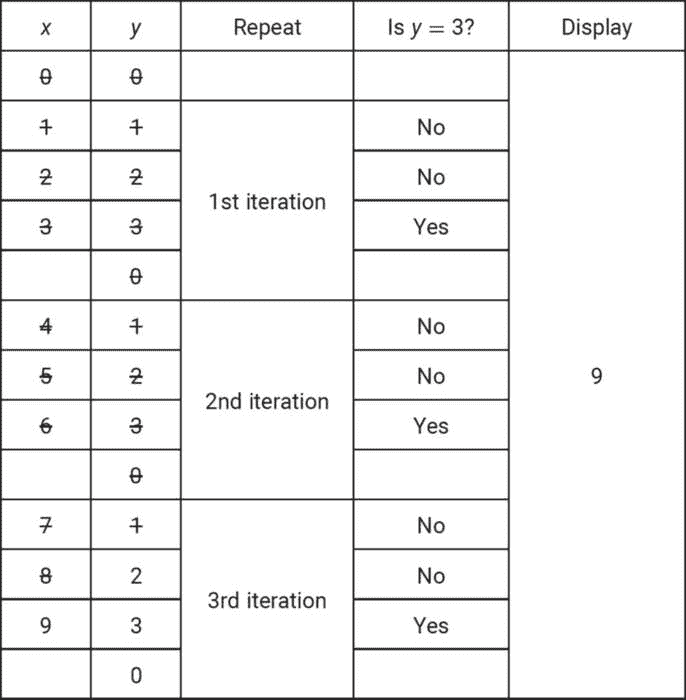 x y Repeat Is y = 3? Display
0 0
1 1 No
2 2 No
1st iteration
3 3 Yes
0
4 1 No
5 2 No 9
2nd iteration
6 3 Yes
0
7 1 No
8 2 No
3rd iteration
9 3 Yes
0